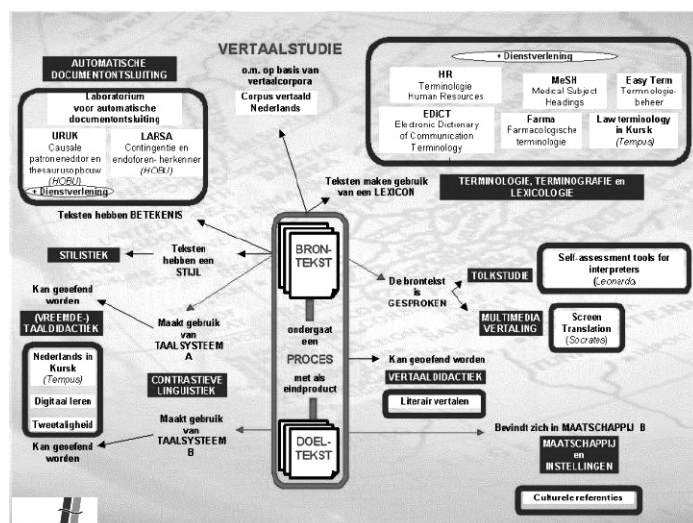 AUTOMATISCHE
DOCUMENTONTSLUITING
Laboratorium
voor automatische
documentontsluiting
URUK
Causale
patroneneditor en
thesaurusopbouw
(HOBU)
LARSA
Contingentie en
endoforen- herkenner
(HOBU)
+ Dienstverlening
VERTAALSTUDIE
o.m. op basis van
vertaalcorpora
Corpus vertaald
Nederlands
+ Dienstverlening
HR
Terminologie
Human Resources
MeSH
Medical Subject
Headings
Easy Term
Terminologie-
beheer
EDiCT
Electronic Dictionary
of Communication
Terminology
Farma
Farmacologische
terminologie
Law terminology
in Kursk
(Tempus)
TERMINOLOGIE, TERMINOGRAFIE en
LEXICOLOGIE
Teksten maken gebruik
van een LEXICON
Teksten hebben BETEKENIS
STILISTIEK
Teksten
hebben een
STIJL
BRON-
TEKST
De brontekst
is
GESPROKEN
TOLKSTUDIE
Self-assessment tools for
interpreters
(Leonardo
MULTIMEDIA
VERTALING
Screen
Translation
(Socrates)
Kan geoefend
worden
(VREEMDE-)
TAALDIDACTIEK
Maakt gebruik
van
TAALSYSTEEM
A
ondergaat
een
PROCES
met als
eindproduct
Kan geoefend worden
VERTAALDIDACTIEK
Literair vertalen
Nederlands in
Kursk
(Tempus)
Digitaal leren
Tweetaligheid
CONTRASTIEVE
LINGUISTIEK
Maakt gebruik
van
TAALSYSTEEM
B
Kan geoefend
worden
DOEL-
TEKST
Bevindt zich in MAATSCHAPPIJ B
MAATSCHAPPIJ
en
INSTELLINGEN
Culturele referenties